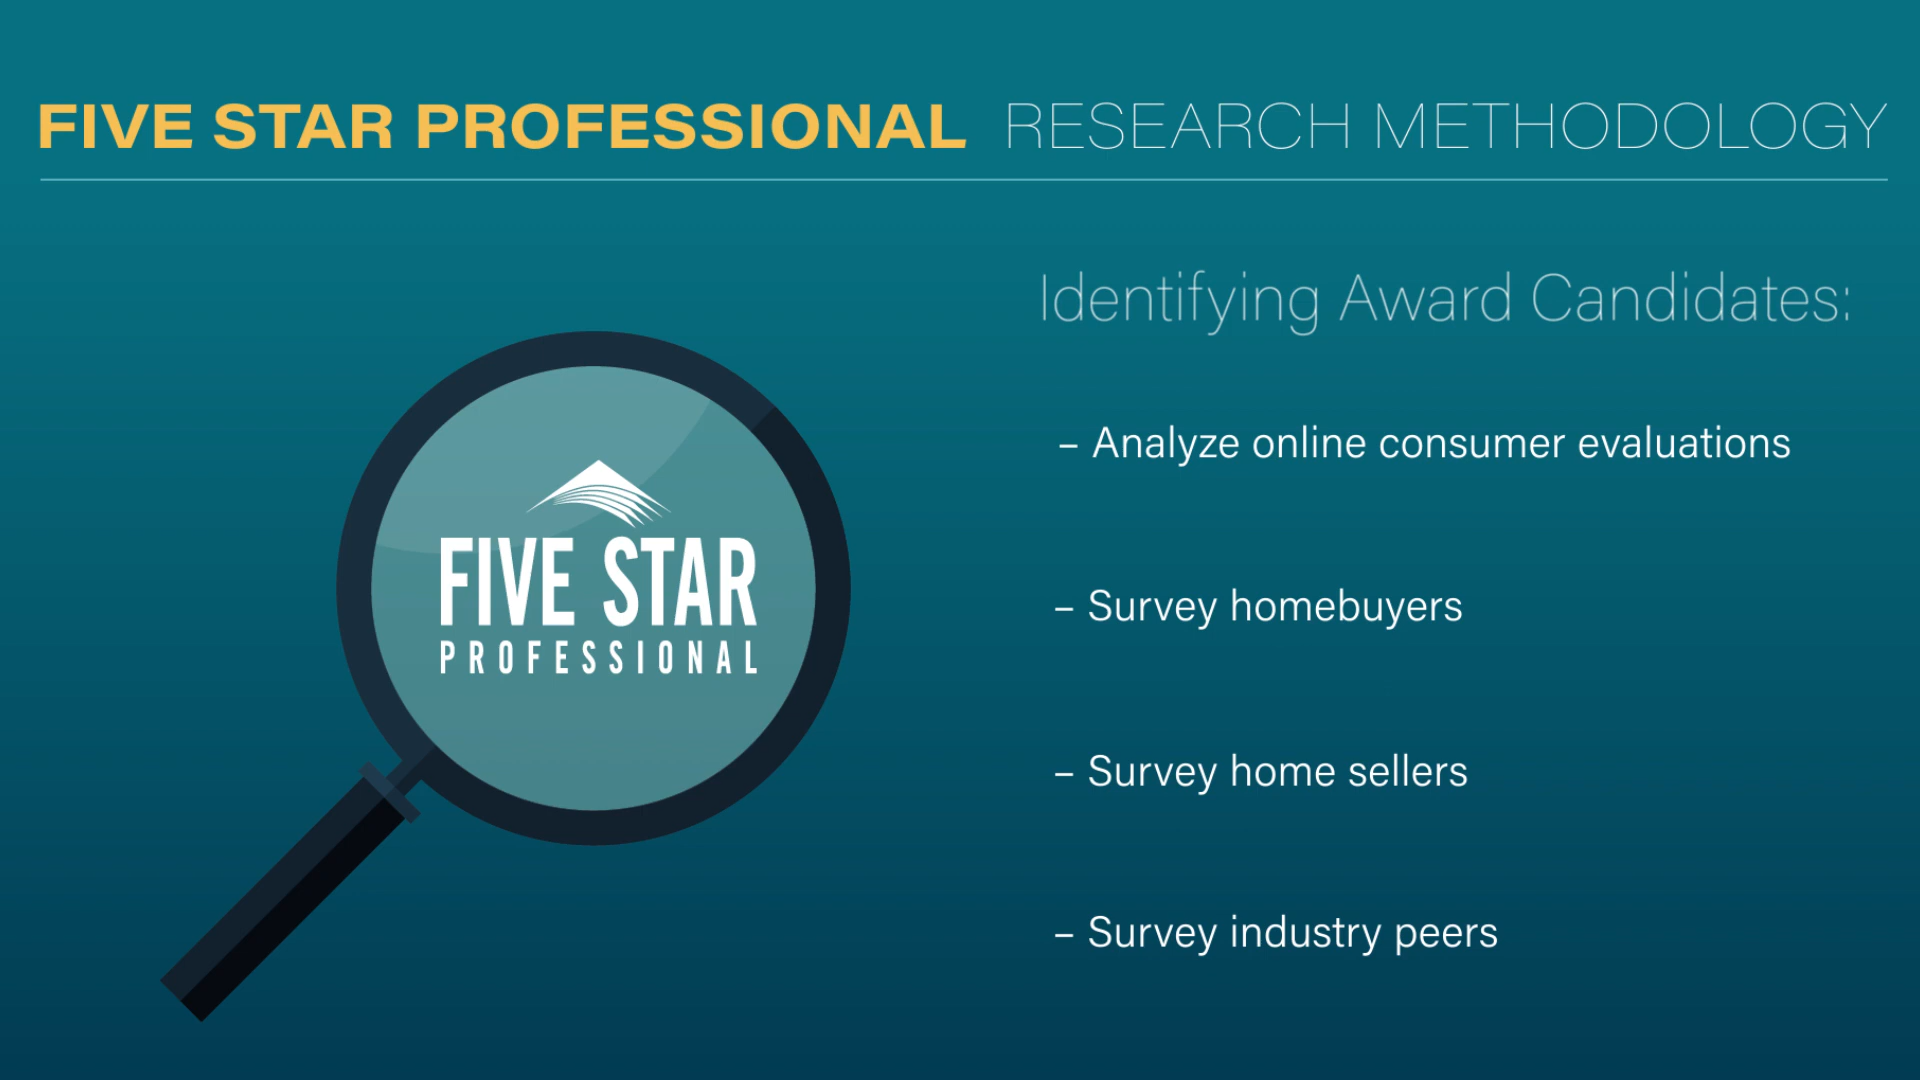 FIVE STAR PROFESSIONAL RESEARCH METHODOLOGY
FIVE STAR
PROFESSIONAL
Identifying Award Candidates:
– Analyze online consumer evaluations
– Survey homebuyers
– Survey home sellers
– Survey industry peers